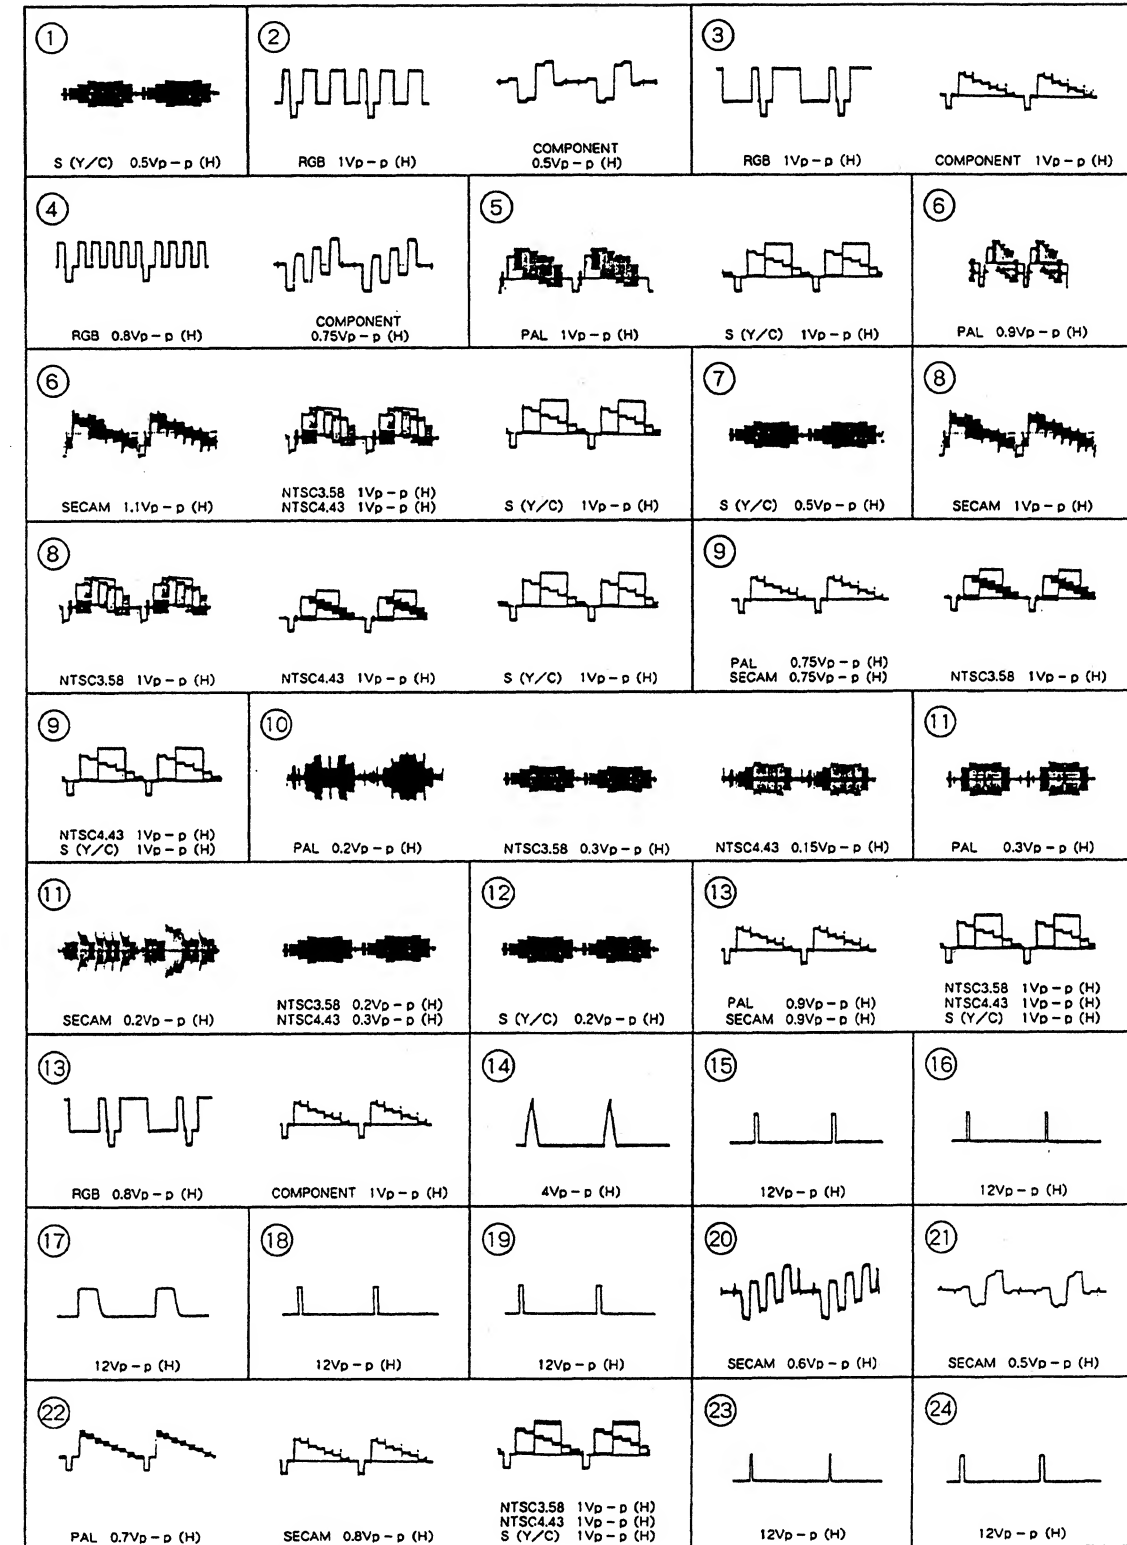 1
S (Y/C) 0.5Vp-p (H)
2
RGB 1Vp-p (H)
COMPONENT
0.5Vp-p (H)
3
RGB 1Vp-p (H)
COMPONENT 1Vp-p (H)
4
RGB 0.8Vp-p (H)
COMPONENT
0.75Vp-p (H)
5
PAL 1Vp-p (H)
S (Y/C) 1Vp-p (H)
6
PAL 0.9Vp-p (H)
6
SECAM 1.1Vp-p (H)
NTSC3.58 1Vp-p (H)
NTSC4.43 1Vp-p (H)
S (Y/C) 1Vp-p (H)
7
S (Y/C) 0.5Vp-p (H)
8
SECAM 1Vp-p (H)
8
NTSC3.58 1Vp-p (H)
NTSC4.43 1Vp-p (H)
S (Y/C) 1Vp-p (H)
9
PAL 0.75Vp-p (H)
SECAM 0.75Vp-p (H)
NTSC3.58 1Vp-p (H)
9
NTSC4.43 1Vp-p (H)
S (Y/C) 1Vp-p (H)
10
PAL 0.2Vp-p (H)
NTSC3.58 0.3Vp-p (H)
NTSC4.43 0.15Vp-p (H)
11
PAL 0.3Vp-p (H)
11
SECAM 0.2Vp-p (H)
NTSC3.58 0.2Vp-p (H)
NTSC4.43 0.3Vp-p (H)
12
S (Y/C) 0.2Vp-p (H)
13
PAL 0.9Vp-p (H)
SECAM 0.9Vp-p (H)
NTSC3.58 1Vp-p (H)
NTSC4.43 1Vp-p (H)
S (Y/C) 1Vp-p (H)
13
RGB 0.8Vp-p (H)
COMPONENT 1Vp-p (H)
14
4Vp-p (H)
15
12Vp-p (H)
16
12Vp-p (H)
17
12Vp-p (H)
18
12Vp-p (H)
19
12Vp-p (H)
20
SECAM 0.6Vp-p (H)
21
SECAM 0.5Vp-p (H)
22
PAL 0.7Vp-p (H)
SECAM 0.8Vp-p (H)
NTSC3.58 1Vp-p (H)
NTSC4.43 1Vp-p (H)
S (Y/C) 1Vp-p (H)
23
12Vp-p (H)
24
12Vp-p (H)